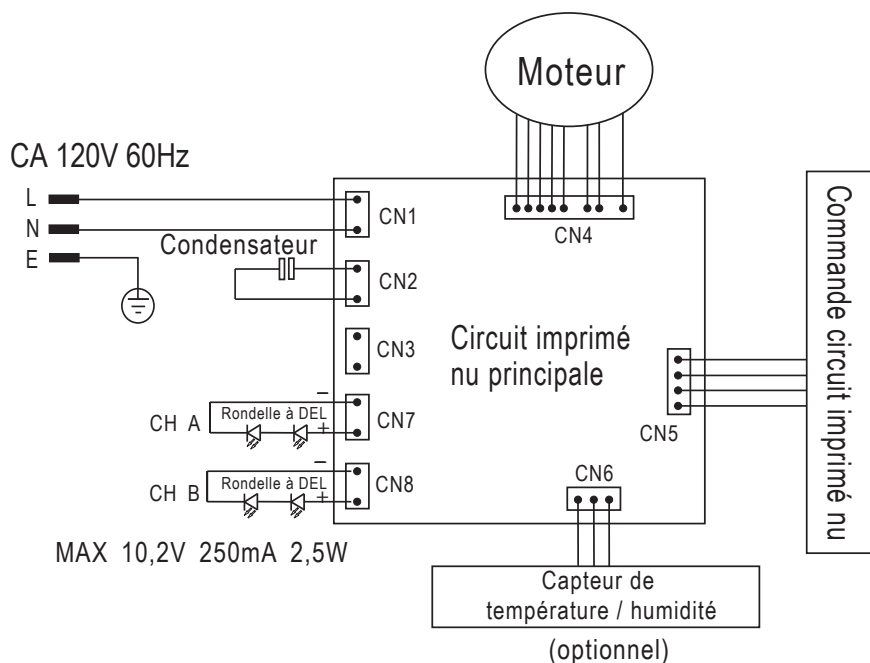 Moteur
CA 120V 60Hz
L
N
E
Condensateur
CN1
CN2
CN3
CN4
Circuit imprimé
nu principale
CN5
Commande circuit imprimé nu
CH A
Rondelle à DEL
−
+
CN7
CH B
Rondelle à DEL
−
+
CN8
CN6
MAX 10,2V 250mA 2,5W
Capteur de
température / humidité
(optionnel)